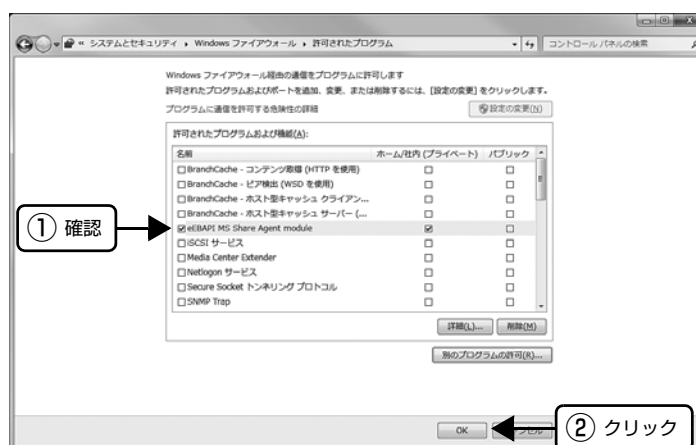 システムとセキュリティ ▸ Windows ファイアウォール ▸ 許可されたプログラム
コントロール パネルの検索
Windows ファイアウォール経由の通信をプログラムに許可します
許可されたプログラムおよびポートを追加、変更、または削除するには、[設定の変更] をクリックします。
プログラムに通信を許可する危険性の詳細
設定の変更(N)
許可されたプログラムおよび機能(A):
名前 ホーム/社内 (プライベート) パブリック
BranchCache - コンテンツ取得 (HTTP を使用)
BranchCache - ピア検出 (WSD を使用)
BranchCache - ホスト型キャッシュ クライアン...
BranchCache - ホスト型キャッシュ サーバー (...
① 確認
eEBAPI MS Share Agent module
iSCSI サービス
Media Center Extender
Netlogon サービス
Secure Socket トンネリング プロトコル
SNMP Trap
詳細(L)... 削除(M)
別のプログラムの許可(R)...
OK
② クリック